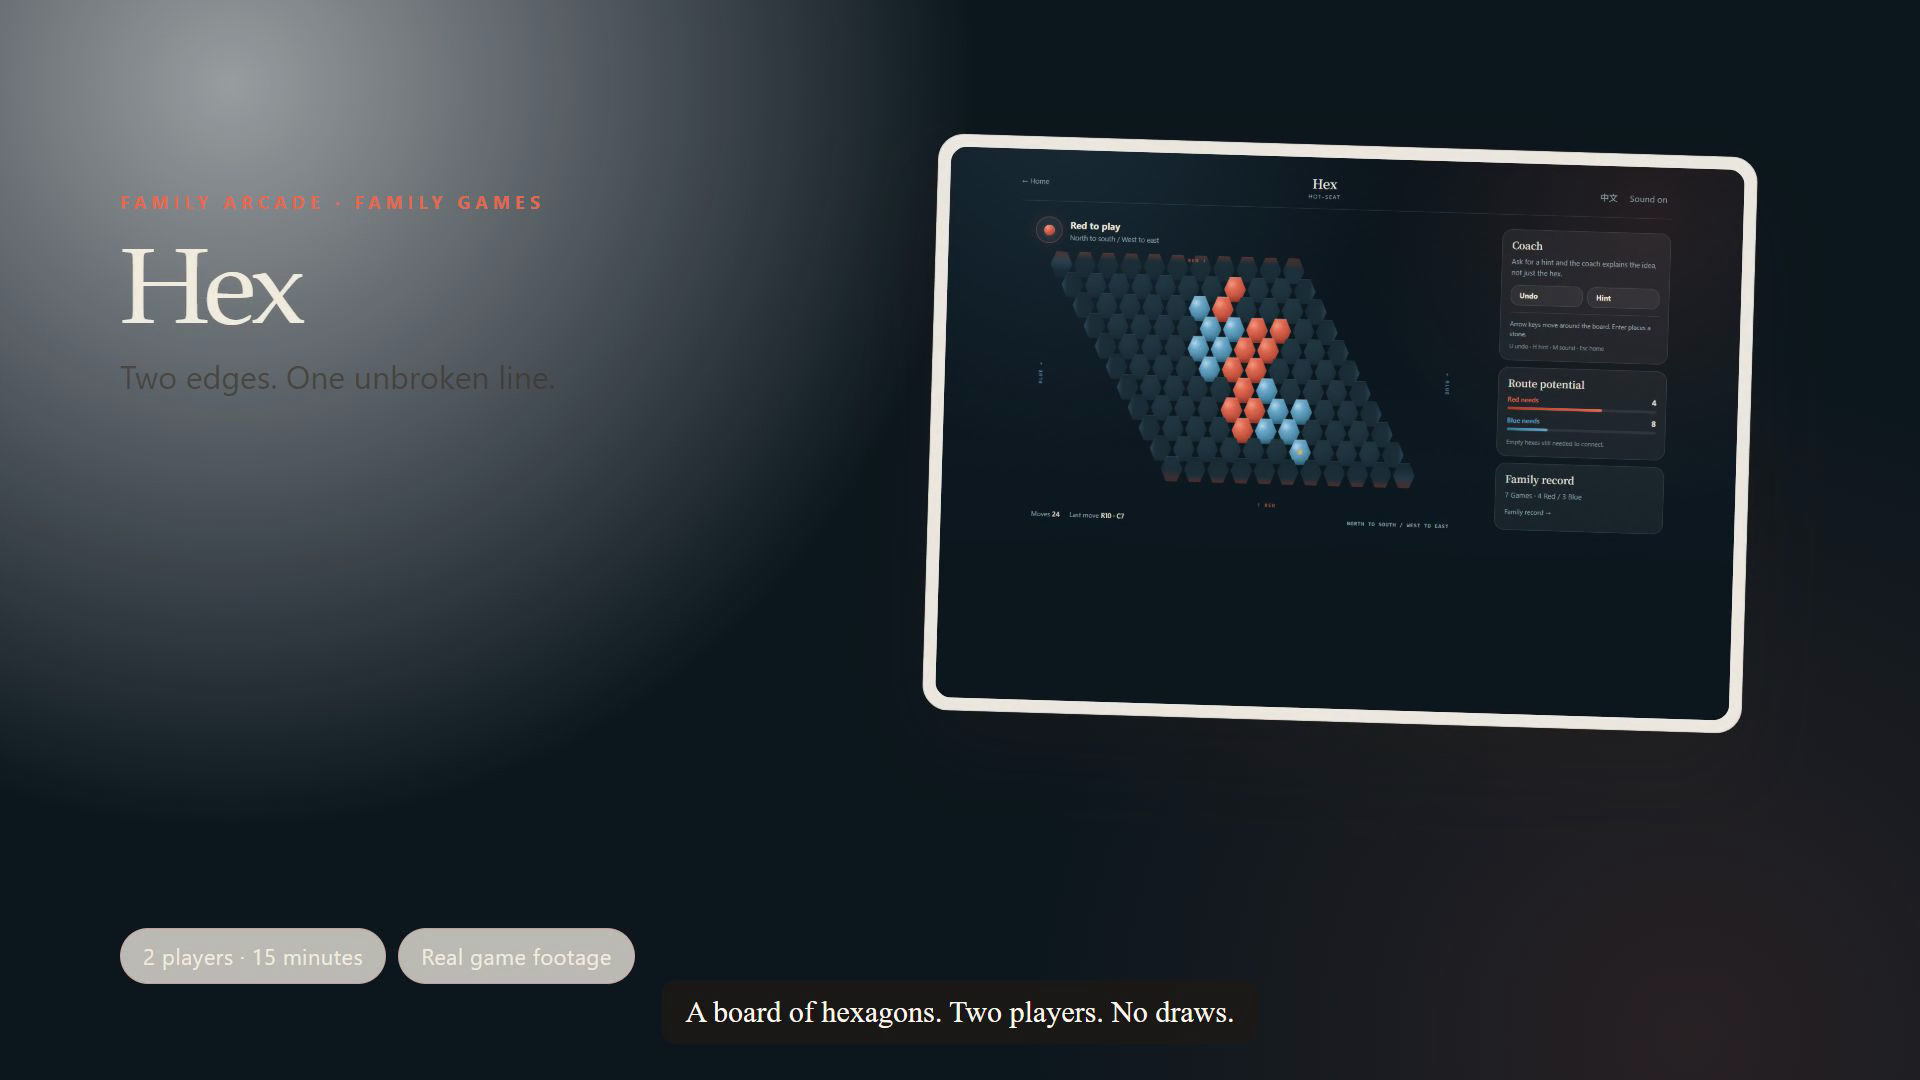 FAMILY ARCADE · FAMILY GAMES
Hex
Two edges. One unbroken line.
← Home
Hex
HOT-SEAT
中文 Sound on
Red to play
North to south / West to east
Coach
Ask for a hint and the coach explains the idea,
not just the hex.
Undo Hint
Arrow keys move around the board. Enter places a
stone.
U undo · H hint · M sound · Esc home
Route potential
Red needs 4
Blue needs 8
Empty hexes still needed to connect.
Family record
7 Games · 4 Red / 3 Blue
Family record →
Moves 24 Last move R10 · C7
NORTH TO SOUTH / WEST TO EAST
2 players · 15 minutes
Real game footage
A board of hexagons. Two players. No draws.